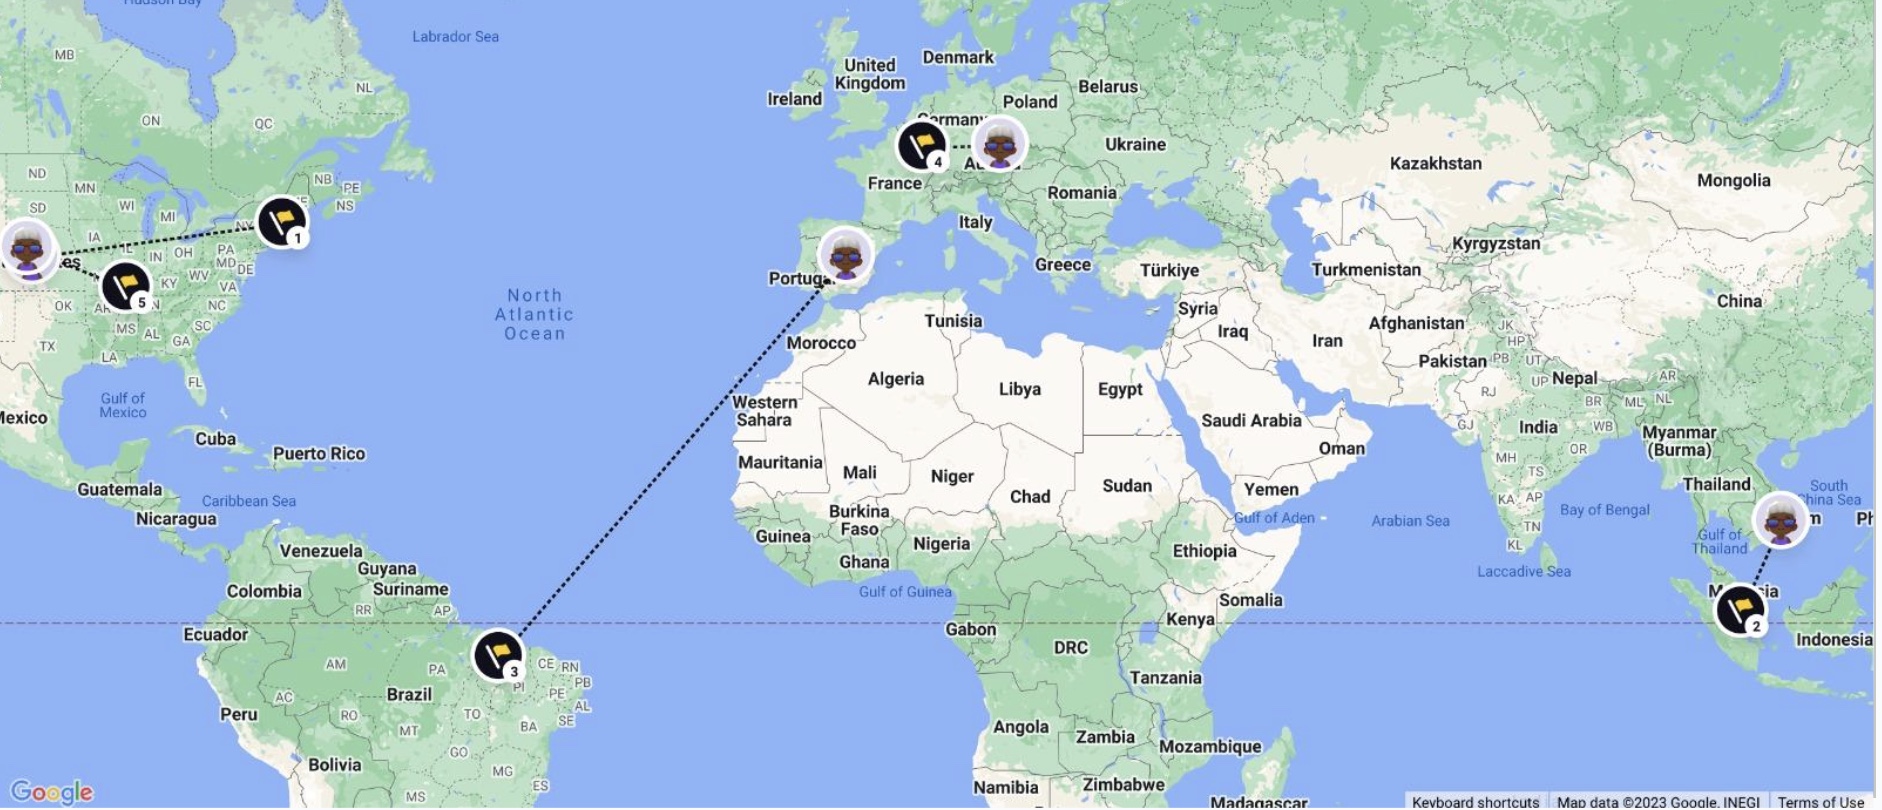 Hudson Bay
Labrador Sea
MB
NL
ON
QC
ND
MN
NB
PE
NS
SD
WI
MI
NY
IA
IL
IN
OH
PA
MD
DE
KY
WV
VA
OK
NC
MS
AL
SC
GA
TX
LA
FL
1
5
Gulf of
Mexico
Mexico
Cuba
Puerto Rico
Guatemala
Caribbean Sea
Nicaragua
Venezuela
Guyana
Colombia
Suriname
RR
AP
Ecuador
AM
PA
3
CE
RN
PI
PB
PE
AL
SE
AC
Brazil
TO
BA
Peru
RO
MT
GO
Bolivia
MG
ES
MS
Google
North
Atlantic
Ocean
United
Kingdom
Ireland
Denmark
Belarus
Poland
Germany
4
Ukraine
France
Romania
Italy
Portugal
Greece
Türkiye
Kazakhstan
Mongolia
Kyrgyzstan
Turkmenistan
China
Syria
Iraq
Iran
Afghanistan
Pakistan
JK
HP
PB
UT
UP
Nepal
AR
RJ
BR
ML
NL
GJ
India
WB
Myanmar
(Burma)
OR
MH
TS
Thailand
KA
AP
Bay of Bengal
South
China Sea
TN
KL
Gulf of
Thailand
Laccadive Sea
2
Indonesia
Tunisia
Morocco
Algeria
Libya
Egypt
Western
Sahara
Saudi Arabia
Oman
Mauritania
Mali
Niger
Chad
Sudan
Yemen
Burkina
Faso
Guinea
Nigeria
Gulf of Aden
Arabian Sea
Ghana
Ethiopia
Gulf of Guinea
Somalia
Gabon
Kenya
DRC
Tanzania
Angola
Zambia
Mozambique
Namibia
Zimbabwe
Madagascar
Keyboard shortcuts
Map data ©2023 Google, INEGI
Terms of Use